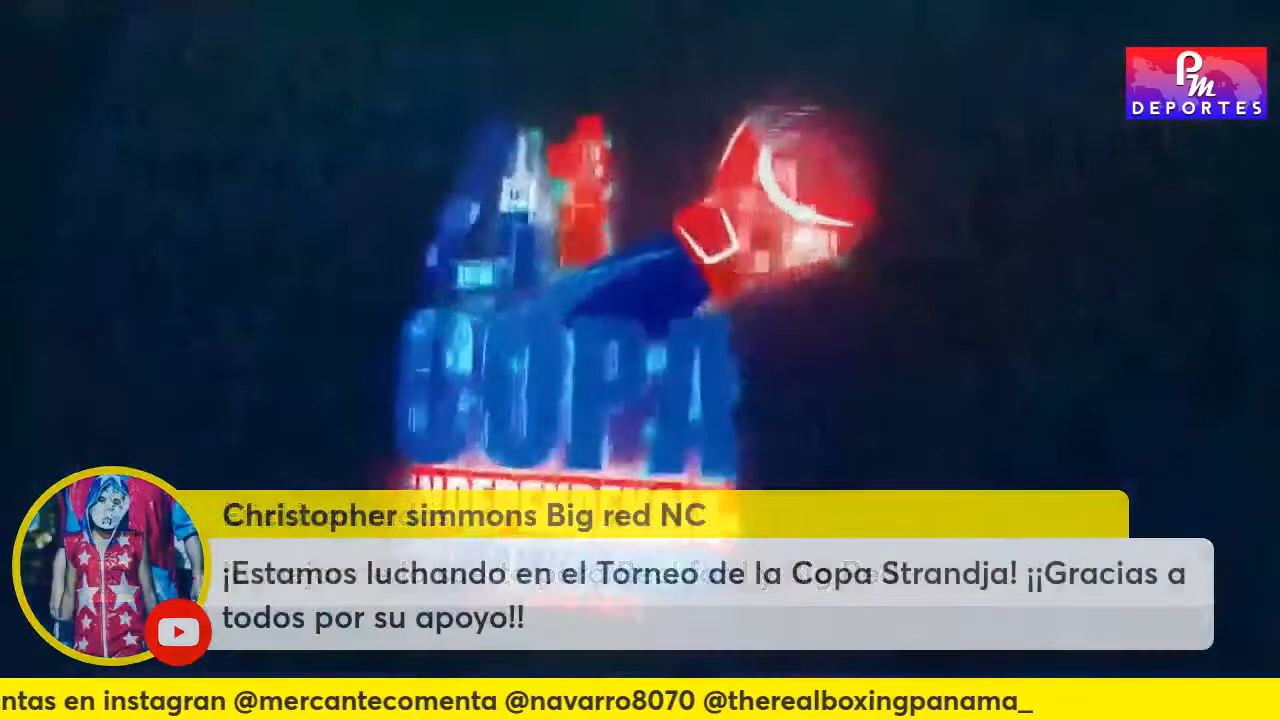 PM
DEPORTES
COPA
INDEPENDENCIA
Christopher simmons Big red NC
¡Estamos luchando en el Torneo de la Copa Strandja! ¡¡Gracias a
todos por su apoyo!!
ntas en instagran @mercantecomenta @navarro8070 @therealboxingpanama_